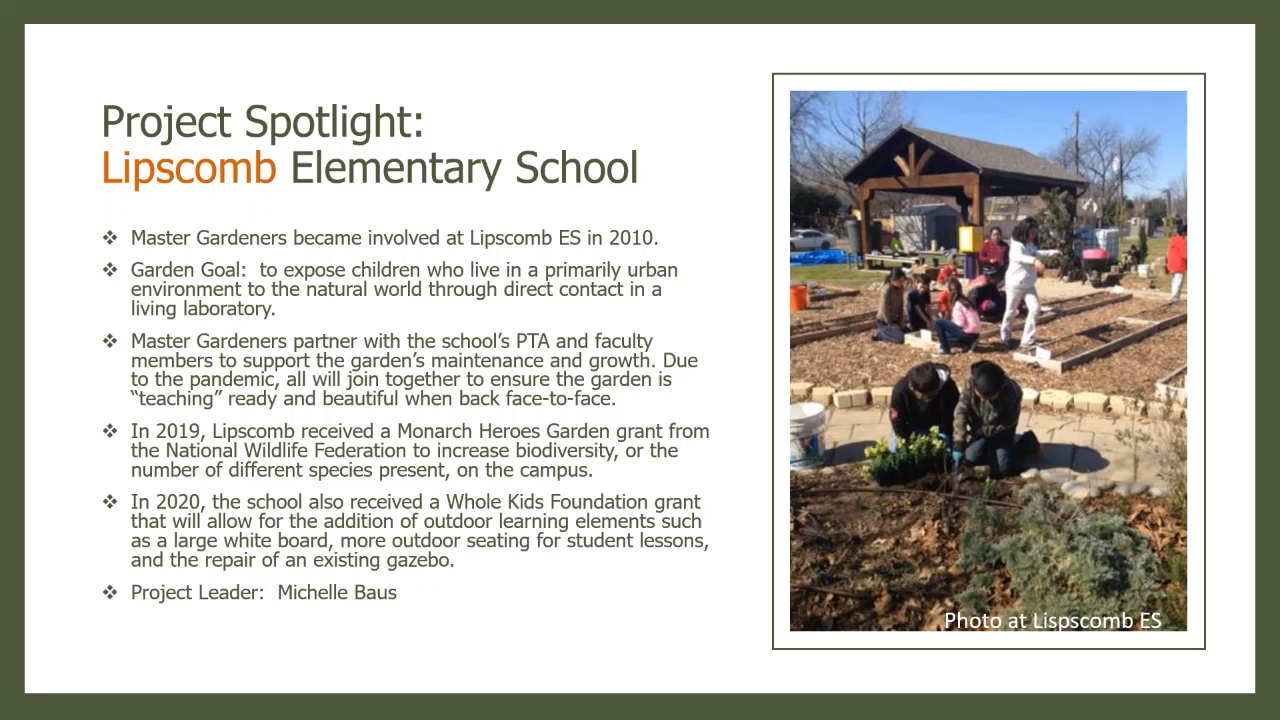 Project Spotlight:
Lipscomb Elementary School
❖ Master Gardeners became involved at Lipscomb ES in 2010.
❖ Garden Goal:  to expose children who live in a primarily urban
environment to the natural world through direct contact in a
living laboratory.
❖ Master Gardeners partner with the school’s PTA and faculty
members to support the garden’s maintenance and growth. Due
to the pandemic, all will join together to ensure the garden is
“teaching” ready and beautiful when back face-to-face.
❖ In 2019, Lipscomb received a Monarch Heroes Garden grant from
the National Wildlife Federation to increase biodiversity, or the
number of different species present, on the campus.
❖ In 2020, the school also received a Whole Kids Foundation grant
that will allow for the addition of outdoor learning elements such
as a large white board, more outdoor seating for student lessons,
and the repair of an existing gazebo.
❖ Project Leader:  Michelle Baus
Photo at Lispscomb ES